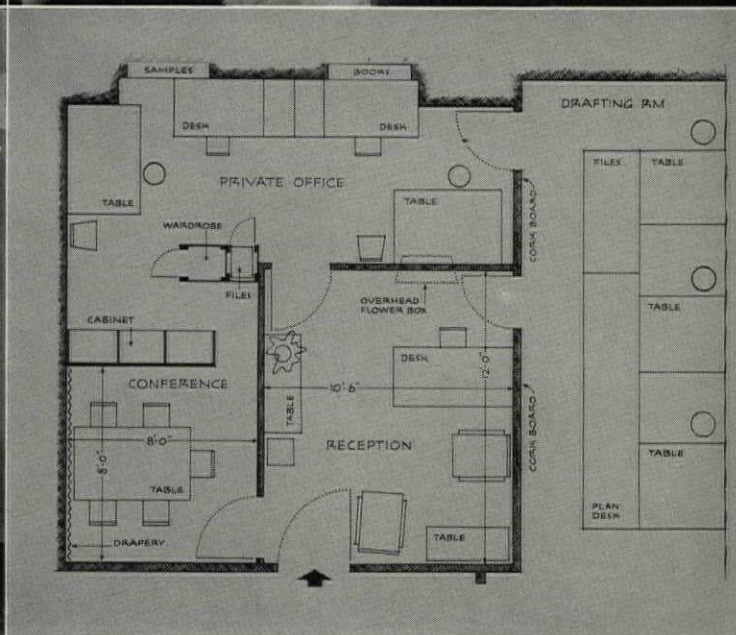 SAMPLES
BOOKS
DESK
DESK
DRAFTING RM
FILES
TABLE
TABLE
PRIVATE OFFICE
TABLE
WARDROBE
FILES
CORK BOARD
OVERHEAD
FLOWER BOX
CABINET
TABLE
DESK
12'-0"
CONFERENCE
10'-6"
TABLE
CORK BOARD
8'-0"
8'-0"
RECEPTION
TABLE
TABLE
PLAN
DESK
DRAPERY
TABLE